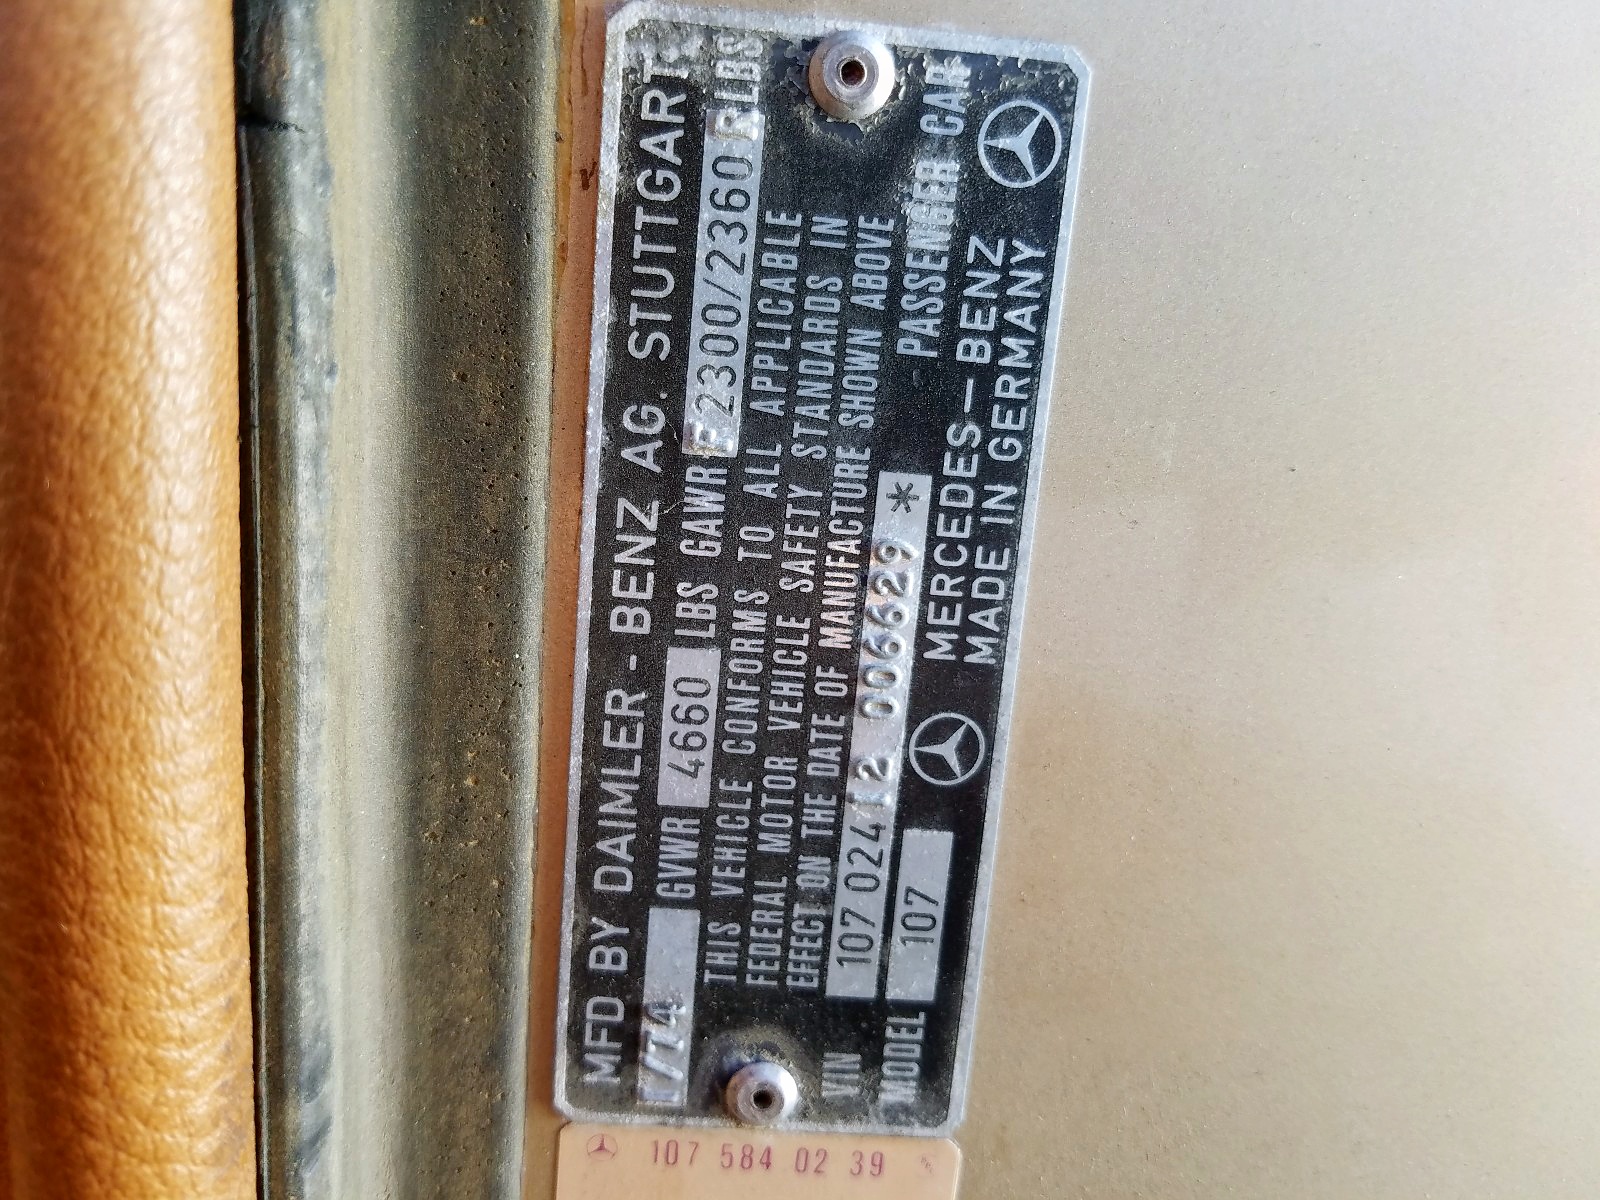 MFD BY DAIMLER - BENZ AG. STUTTGART
1/74 GVWR 4660 LBS GAWR F2300/2360 RLBS
THIS VEHICLE CONFORMS TO ALL APPLICABLE
FEDERAL MOTOR VEHICLE SAFETY STANDARDS IN
EFFECT ON THE DATE OF MANUFACTURE SHOWN ABOVE
VIN 107 024 12 006629 * PASSENGER CAR
MODEL 107 MERCEDES-BENZ
MADE IN GERMANY
107 584 02 39